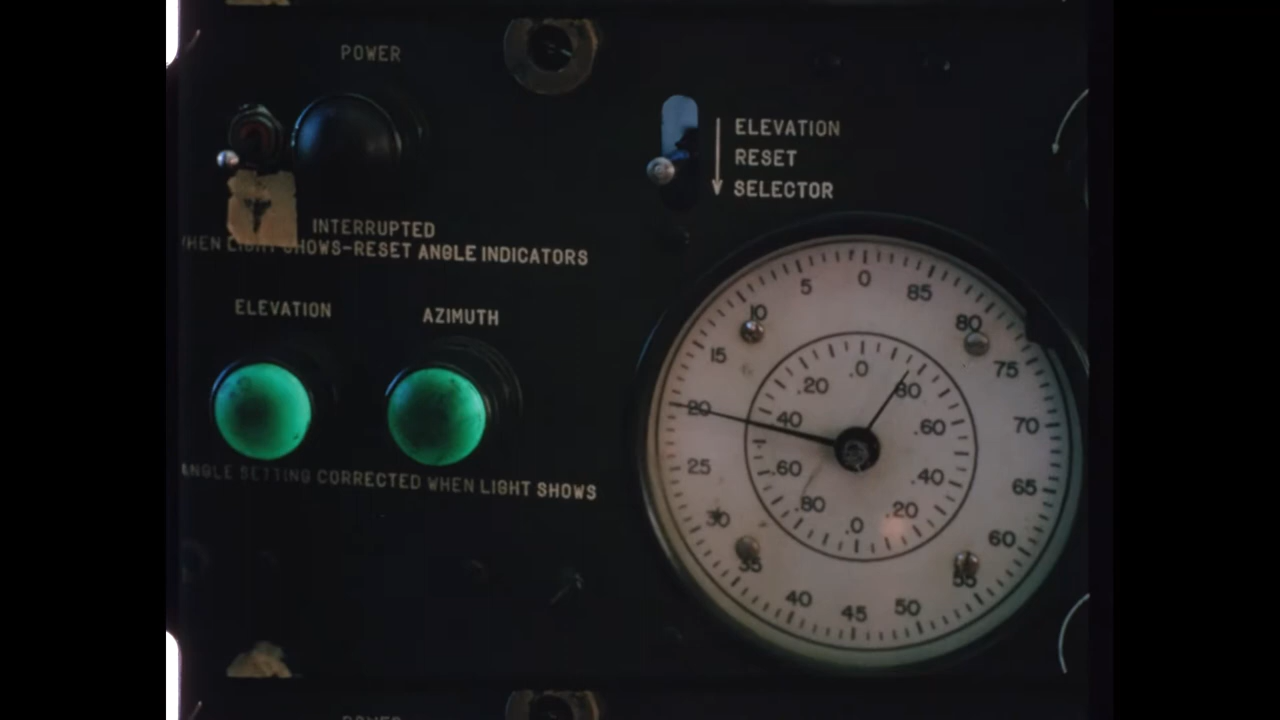 POWER
ELEVATION
RESET
SELECTOR
INTERRUPTED
WHEN LIGHT SHOWS-RESET ANGLE INDICATORS
ELEVATION
AZIMUTH
ANGLE SETTING CORRECTED WHEN LIGHT SHOWS
0
5
85
10
80
15
75
20
70
25
65
30
60
35
55
40
50
45
.0
.20
80
40
.60
.60
.40
80
.20
.0
POWER